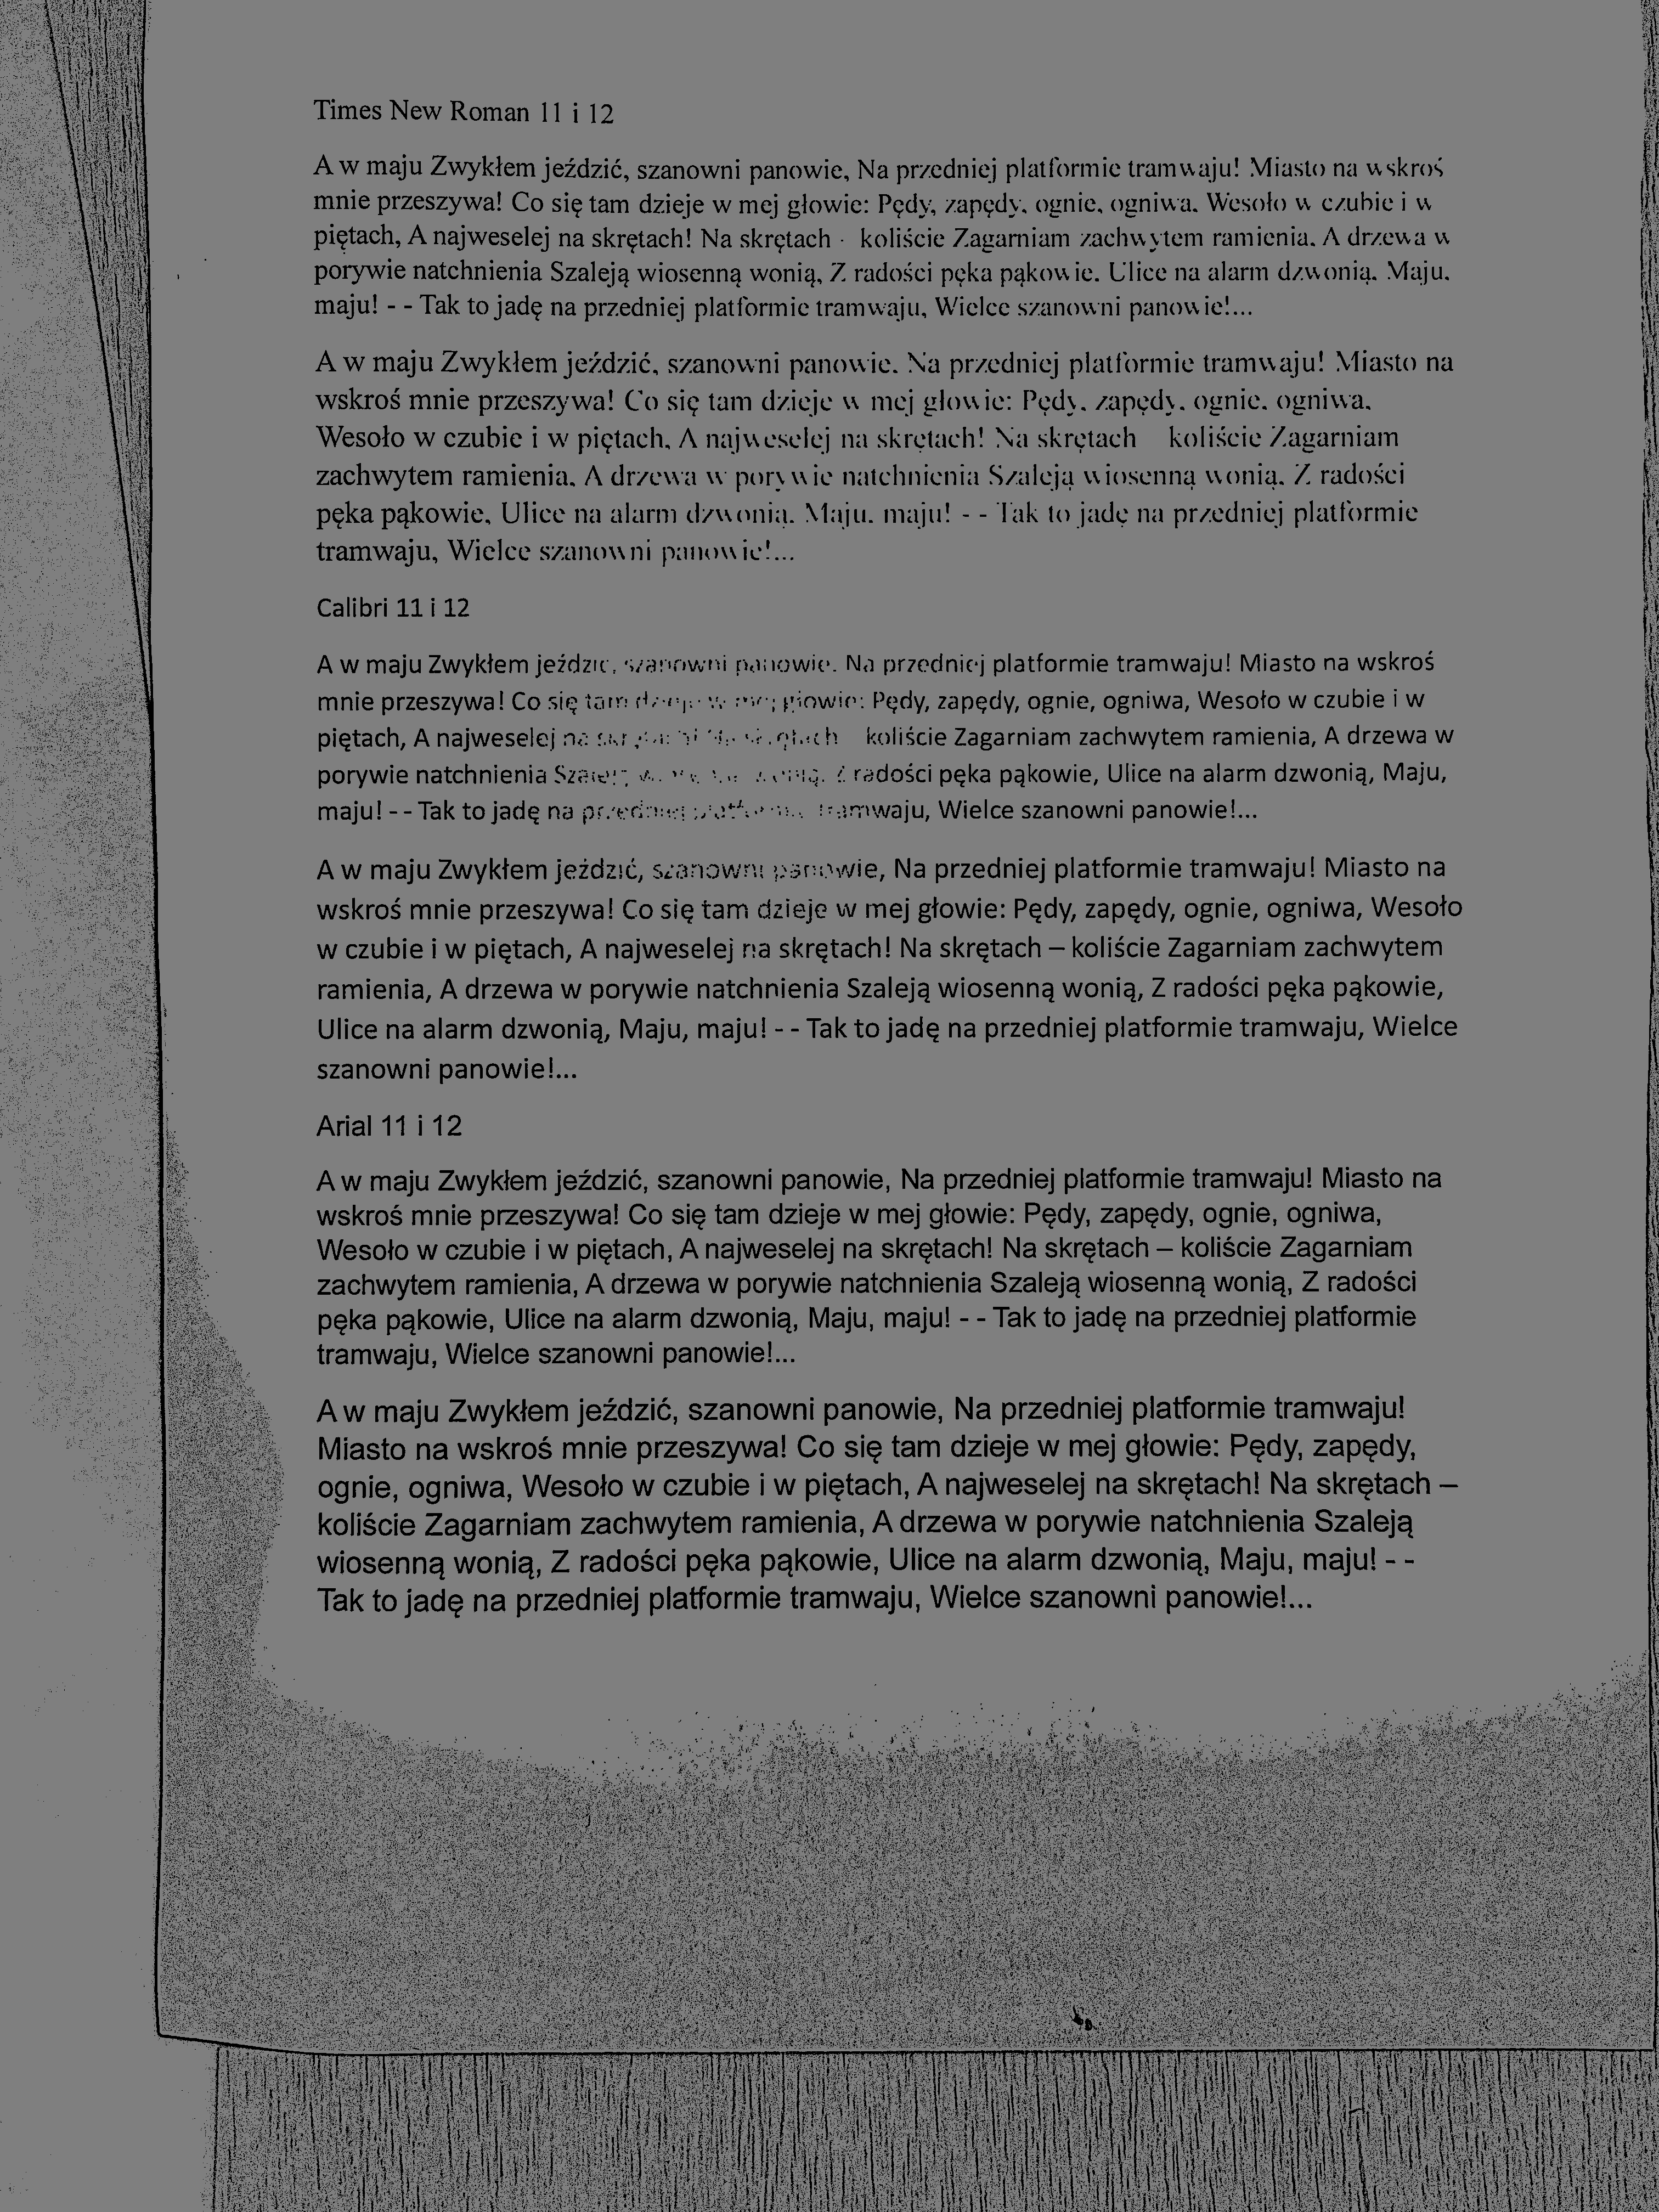 Times New Roman 11 i 12
A w maju Zwykłem jeździć, szanowni panowie, Na przedniej platformie tramwaju! Miasto na wskroś
mnie przeszywa! Co się tam dzieje w mej głowie: Pędy, zapędy, ognie, ogniwa, Wesoło w czubie i w
piętach, A najweselej na skrętach! Na skrętach - koliście Zagarniam zachwytem ramienia, A drzewa w
porywie natchnienia Szaleją wiosenną wonią, Z radości pęka pąkowie, Ulice na alarm dzwonią, Maju,
maju! - - Tak to jadę na przedniej platformie tramwaju, Wielce szanowni panowie!...
A w maju Zwykłem jeździć, szanowni panowie, Na przedniej platformie tramwaju! Miasto na
wskroś mnie przeszywa! Co się tam dzieje w mej głowie: Pędy, zapędy, ognie, ogniwa,
Wesoło w czubie i w piętach, A najweselej na skrętach! Na skrętach koliście Zagarniam
zachwytem ramienia, A drzewa w porywie natchnienia Szaleją wiosenną wonią, Z radości
pęka pąkowie, Ulice na alarm dzwonią, Maju, maju! - - Tak to jadę na przedniej platformie
tramwaju, Wielce szanowni panowie!...
Calibri 11 i 12
A w maju Zwykłem jeździć, szanowni panowie, Na przedniej platformie tramwaju! Miasto na wskroś
mnie przeszywa! Co się tam w mej głowie: Pędy, zapędy, ognie, ogniwa, Wesoło w czubie i w
piętach, A najweselej na skrętach koliście Zagarniam zachwytem ramienia, A drzewa w
porywie natchnienia Szaleją radości pęka pąkowie, Ulice na alarm dzwonią, Maju,
maju! - - Tak to jadę na przedniej tramwaju, Wielce szanowni panowie!...
A w maju Zwykłem jeździć, szanowni panowie, Na przedniej platformie tramwaju! Miasto na
wskroś mnie przeszywa! Co się tam dzieje w mej głowie: Pędy, zapędy, ognie, ogniwa, Wesoło
w czubie i w piętach, A najweselej na skrętach! Na skrętach – koliście Zagarniam zachwytem
ramienia, A drzewa w porywie natchnienia Szaleją wiosenną wonią, Z radości pęka pąkowie,
Ulice na alarm dzwonią, Maju, maju! - - Tak to jadę na przedniej platformie tramwaju, Wielce
szanowni panowie!...
Arial 11 i 12
A w maju Zwykłem jeździć, szanowni panowie, Na przedniej platformie tramwaju! Miasto na
wskroś mnie przeszywa! Co się tam dzieje w mej głowie: Pędy, zapędy, ognie, ogniwa,
Wesoło w czubie i w piętach, A najweselej na skrętach! Na skrętach – koliście Zagarniam
zachwytem ramienia, A drzewa w porywie natchnienia Szaleją wiosenną wonią, Z radości
pęka pąkowie, Ulice na alarm dzwonią, Maju, maju! - - Tak to jadę na przedniej platformie
tramwaju, Wielce szanowni panowie!...
A w maju Zwykłem jeździć, szanowni panowie, Na przedniej platformie tramwaju!
Miasto na wskroś mnie przeszywa! Co się tam dzieje w mej głowie: Pędy, zapędy,
ognie, ogniwa, Wesoło w czubie i w piętach, A najweselej na skrętach! Na skrętach –
koliście Zagarniam zachwytem ramienia, A drzewa w porywie natchnienia Szaleją
wiosenną wonią, Z radości pęka pąkowie, Ulice na alarm dzwonią, Maju, maju! - -
Tak to jadę na przedniej platformie tramwaju, Wielce szanowni panowie!...